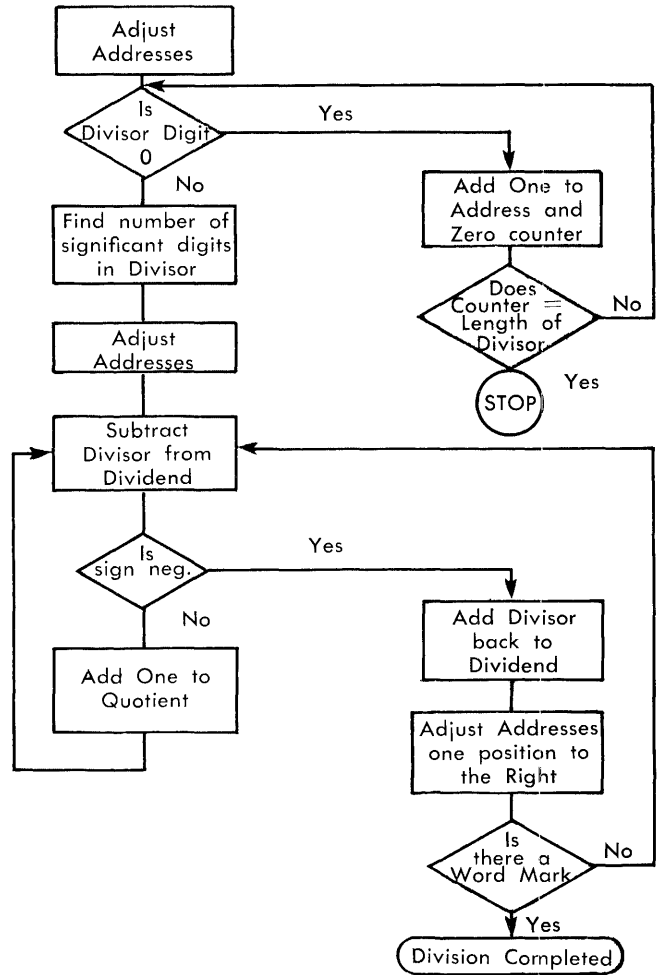 Adjust
Addresses
Is
Divisor Digit
0
Yes
No
Add One to
Address and
Zero counter
Find number of
significant digits
in Divisor
Does
Counter =
Length of
Divisor
No
Yes
STOP
Adjust
Addresses
Subtract
Divisor from
Dividend
Is
sign neg.
Yes
No
Add One to
Quotient
Add Divisor
back to
Dividend
Adjust Addresses
one position to
the Right
Is
there a
Word Mark
No
Yes
Division Completed